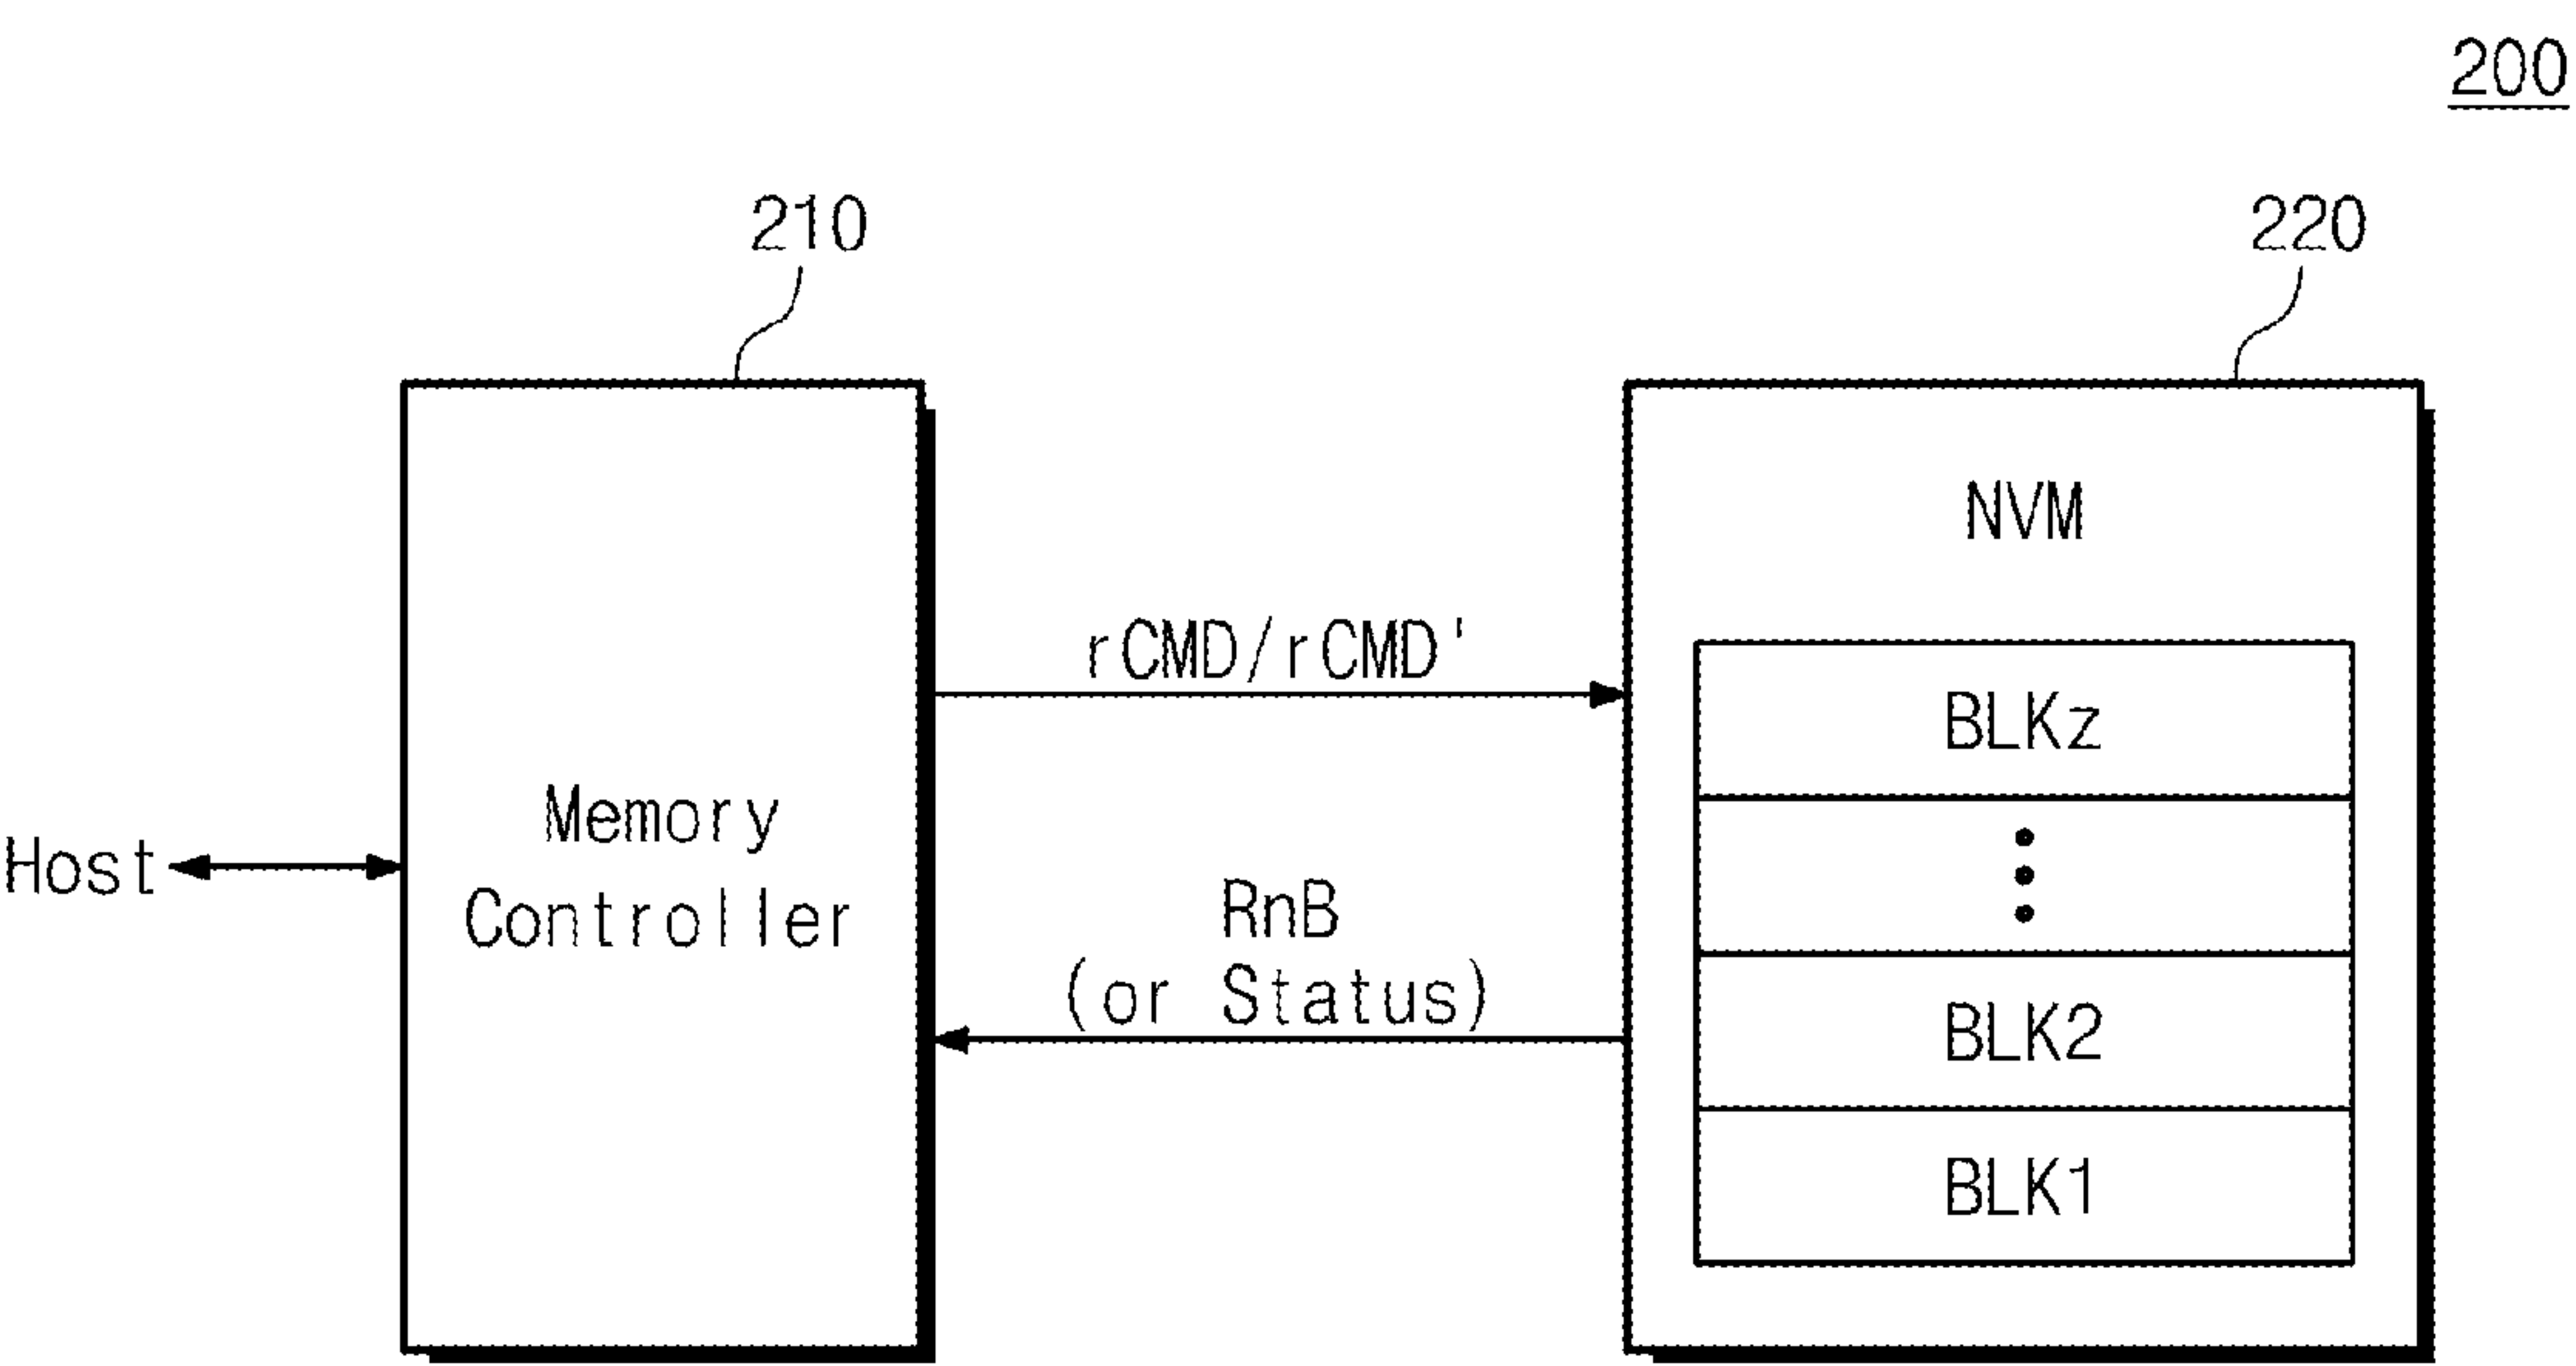 200
210
220
NVM
rCMD/rCMD'
BLKz
Memory
Controller
Host
RnB
(or Status)
BLK2
BLK1